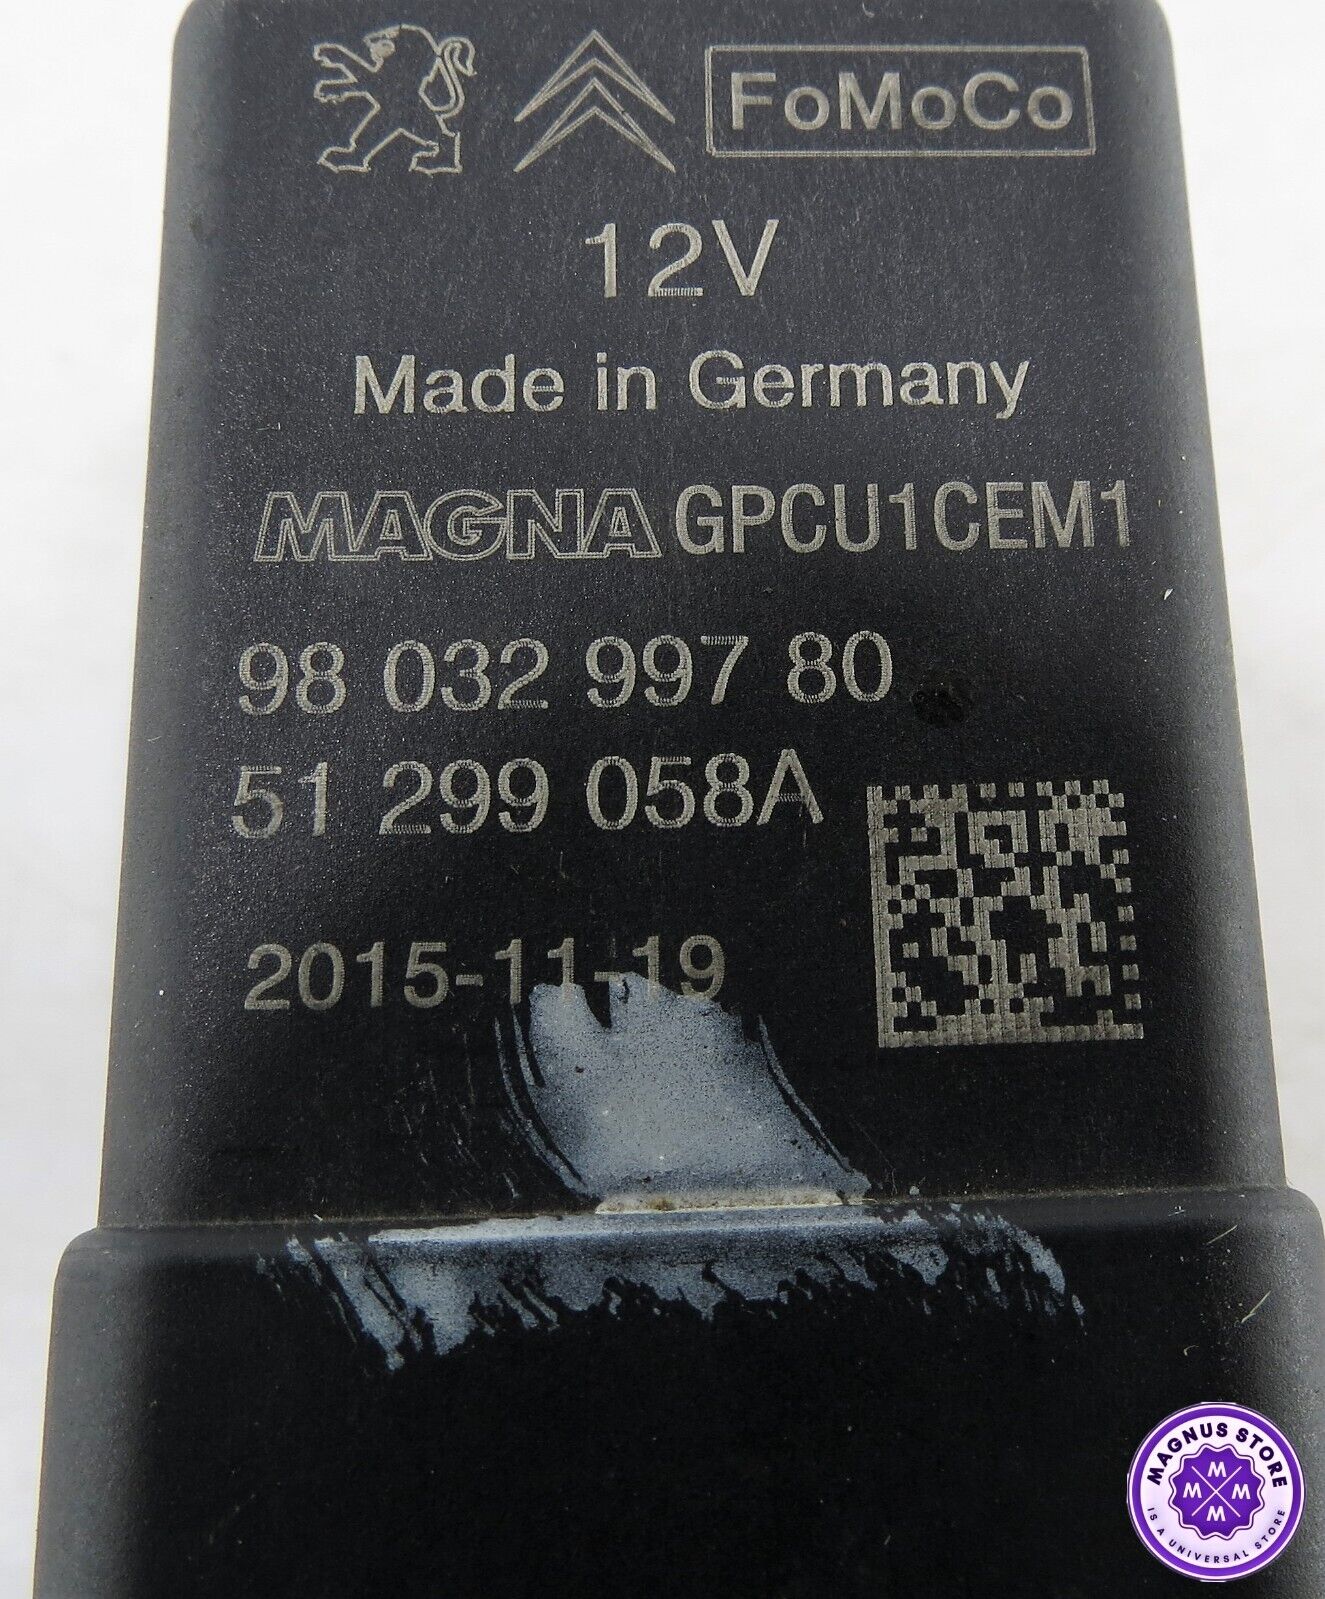 FoMoCo
12V
Made in Germany
MAGNA GPCU1CEM1
98 032 997 80
51 299 058A
2015-11-19
MAGNUS STORE
M
M M
M
IS A UNIVERSAL STORE